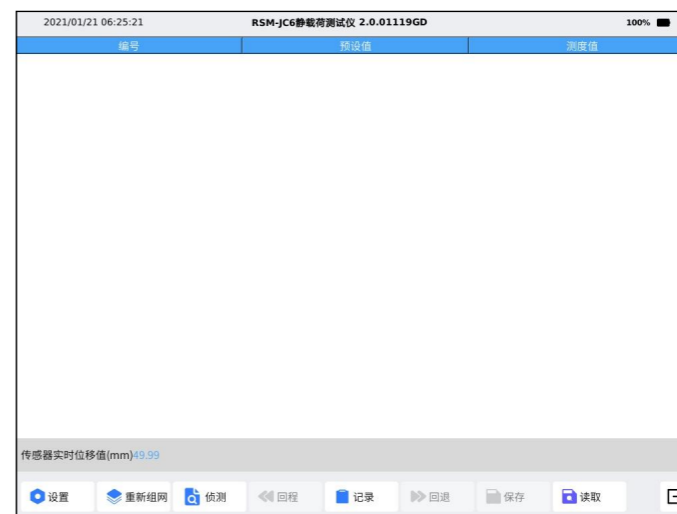 2021/01/21 06:25:21 RSM-JC6静载荷测试仪 2.0.01119GD 100%
编号 预设值 测度值
传感器实时位移值(mm)49.99
设置 重新组网 侦测 回程 记录 回退 保存 读取